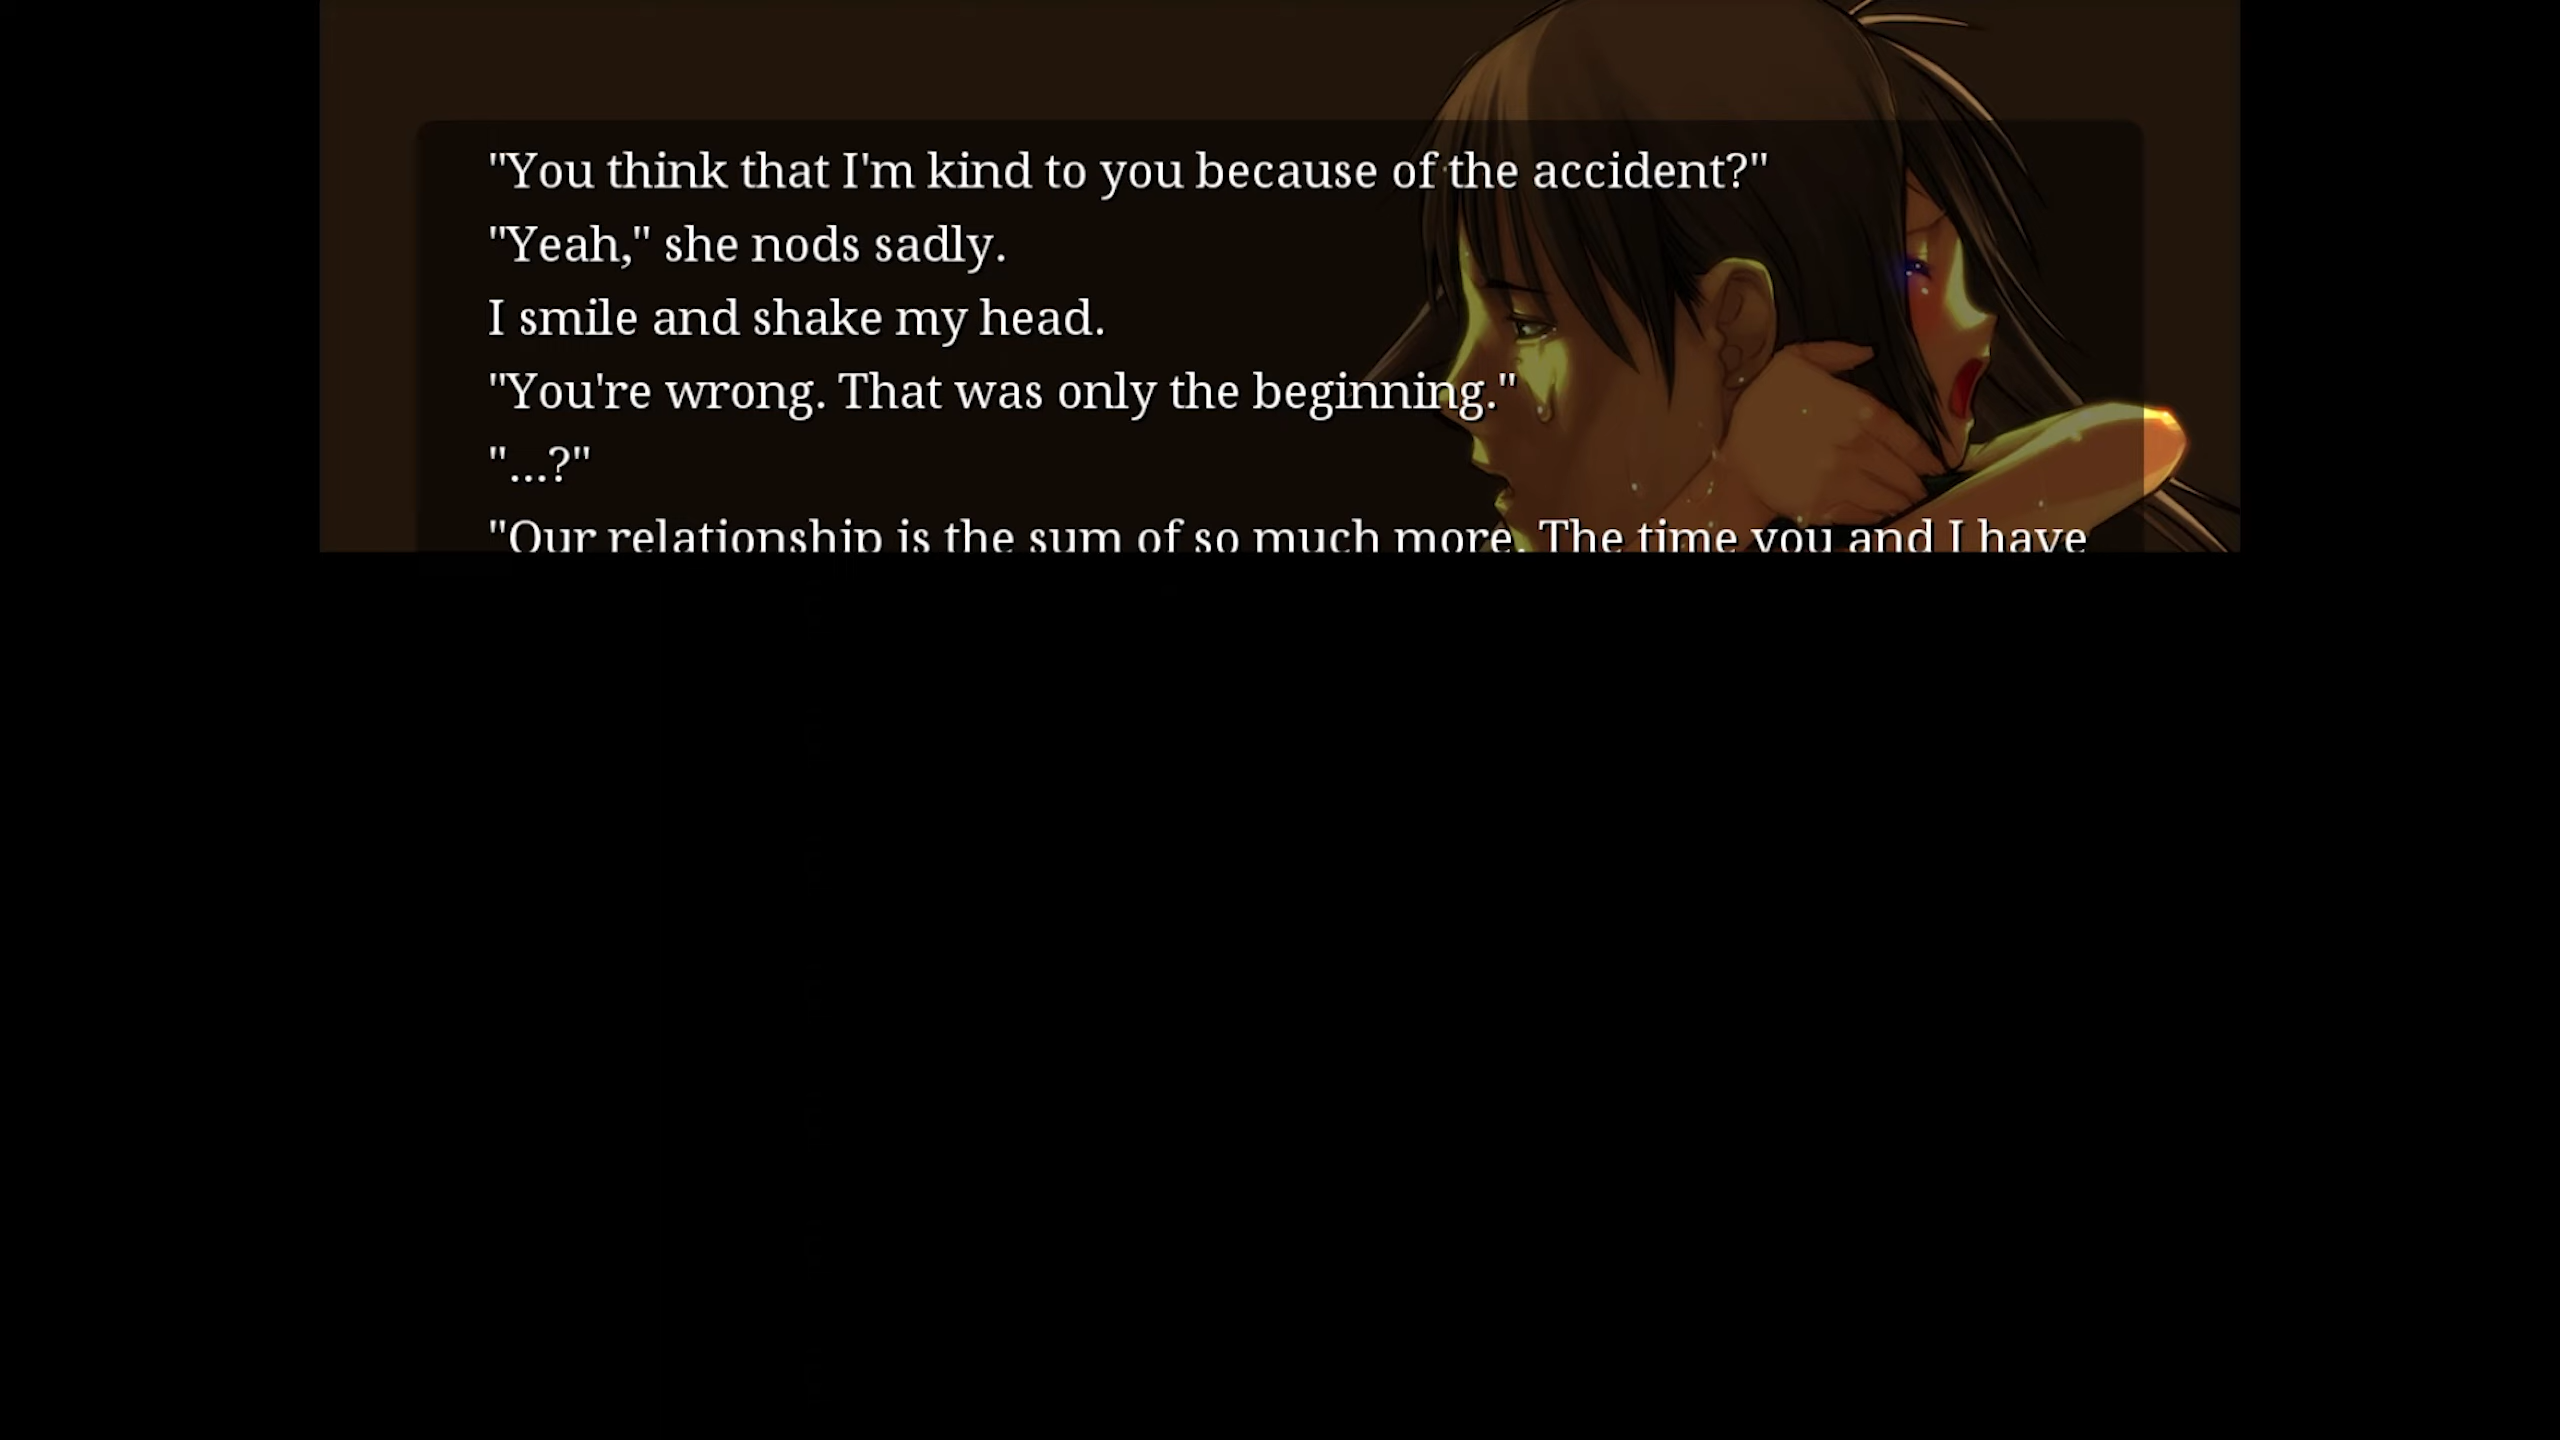 "You think that I'm kind to you because of the accident?"
"Yeah," she nods sadly.
I smile and shake my head.
"You're wrong. That was only the beginning."
"...?"
"Our relationship is the sum of so much more. The time you and I have